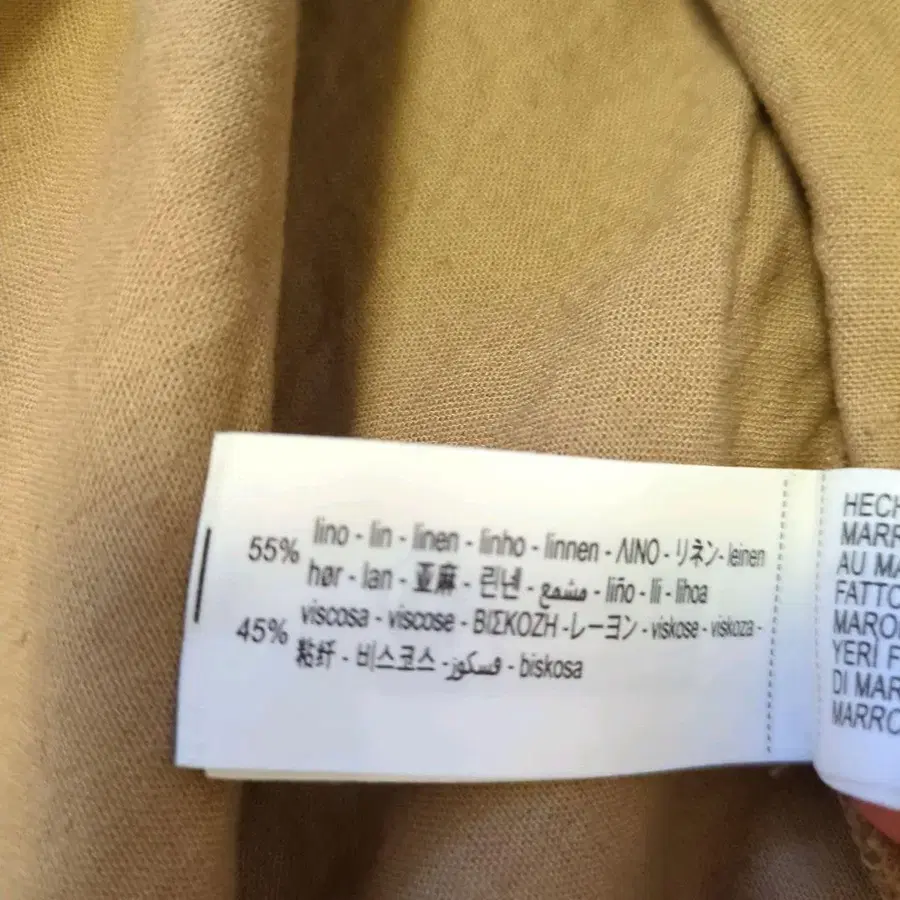 55% lino - lin - linen - linho - linnen - ΛΙΝΟ - リネン - leinen
hør - lan - 亚麻 - 린넨 - مشمع - liño - li - lihoa
45% viscosa - viscose - ΒΙΣΚΟΖΗ - レーヨン - viskose - viskoza -
粘纤 - 비스코스 - فسكوز - biskosa
HECH
MARR
AU MA
FATTO
MARO
YERİ F
DI MAR
MARRO